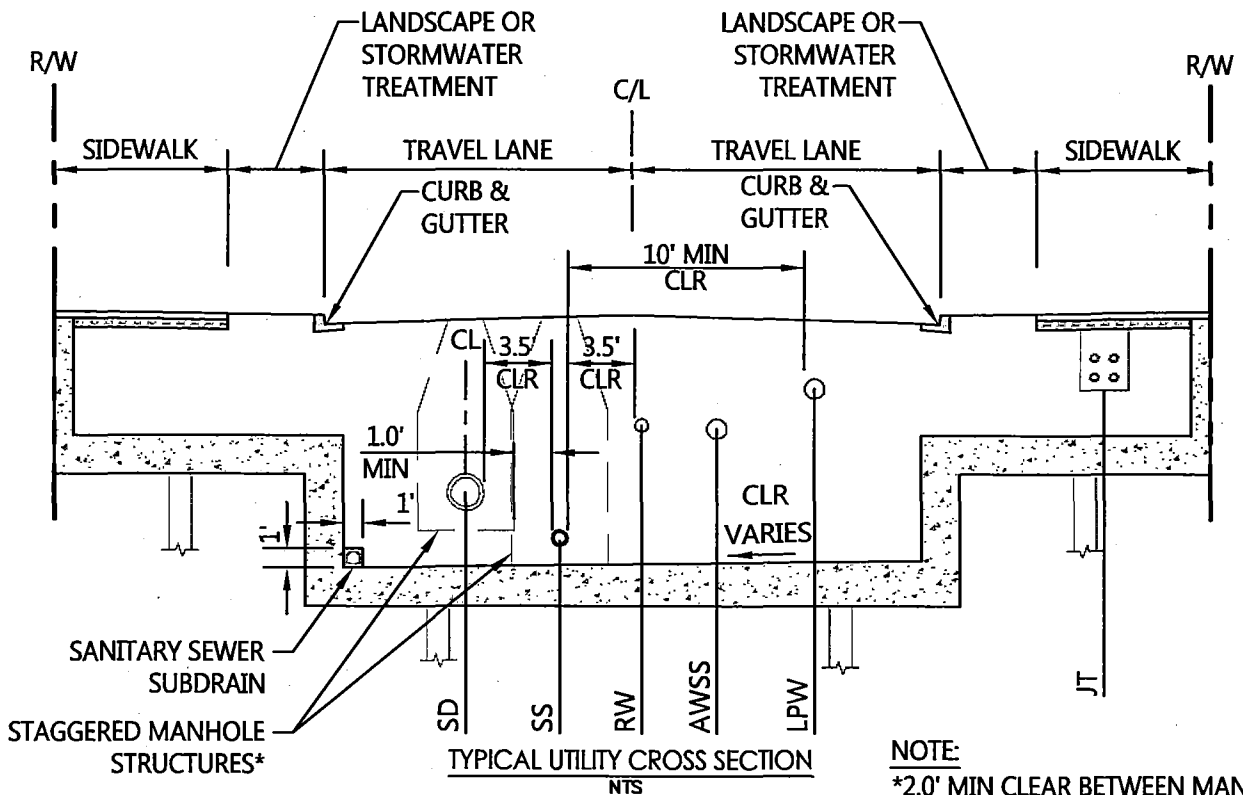 LANDSCAPE OR
STORMWATER
TREATMENT
LANDSCAPE OR
STORMWATER
TREATMENT
R/W
C/L
R/W
SIDEWALK
TRAVEL LANE
TRAVEL LANE
SIDEWALK
CURB &
GUTTER
CURB &
GUTTER
10' MIN
CLR
CL
3.5'
CLR
3.5'
CLR
1.0'
MIN
1'
1'
CLR
VARIES
SANITARY SEWER
SUBDRAIN
STAGGERED MANHOLE
STRUCTURES*
SD
SS
RW
AWSS
LPW
JT
TYPICAL UTILITY CROSS SECTION
NTS
NOTE:
*2.0' MIN CLEAR BETWEEN MAN